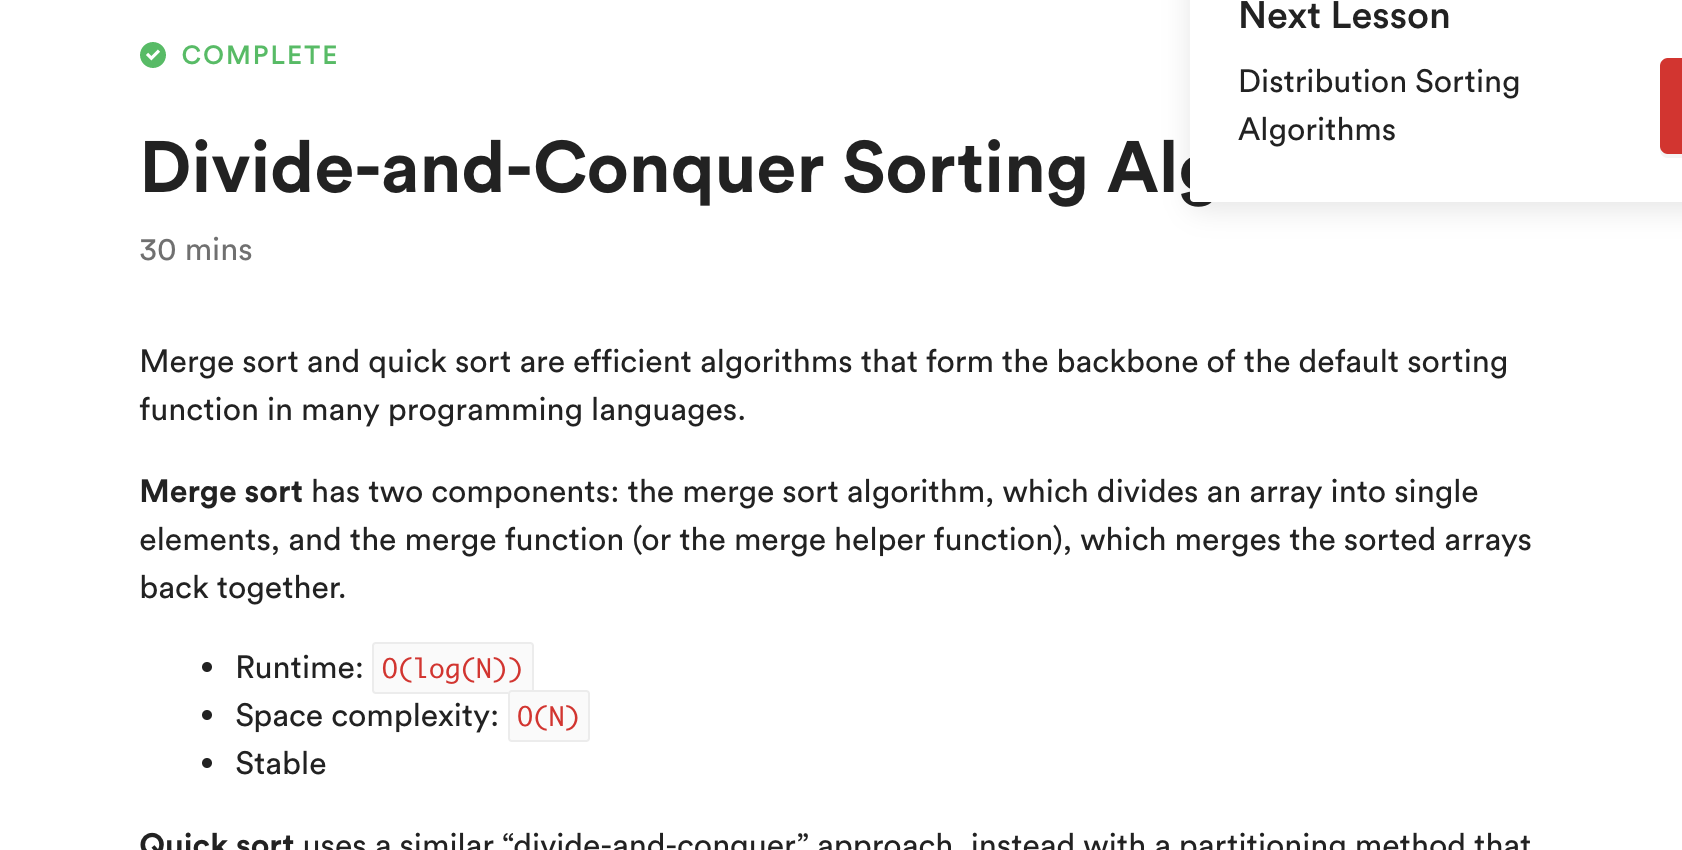 COMPLETE
Next Lesson
Distribution Sorting
Algorithms
Divide-and-Conquer Sorting
30 mins
Merge sort and quick sort are efficient algorithms that form the backbone of the default sorting
function in many programming languages.
Merge sort has two components: the merge sort algorithm, which divides an array into single
elements, and the merge function (or the merge helper function), which merges the sorted arrays
back together.
• Runtime: O(log(N))
• Space complexity: O(N)
• Stable
Quick sort uses a similar “divide-and-conquer” approach, instead with a partitioning method that